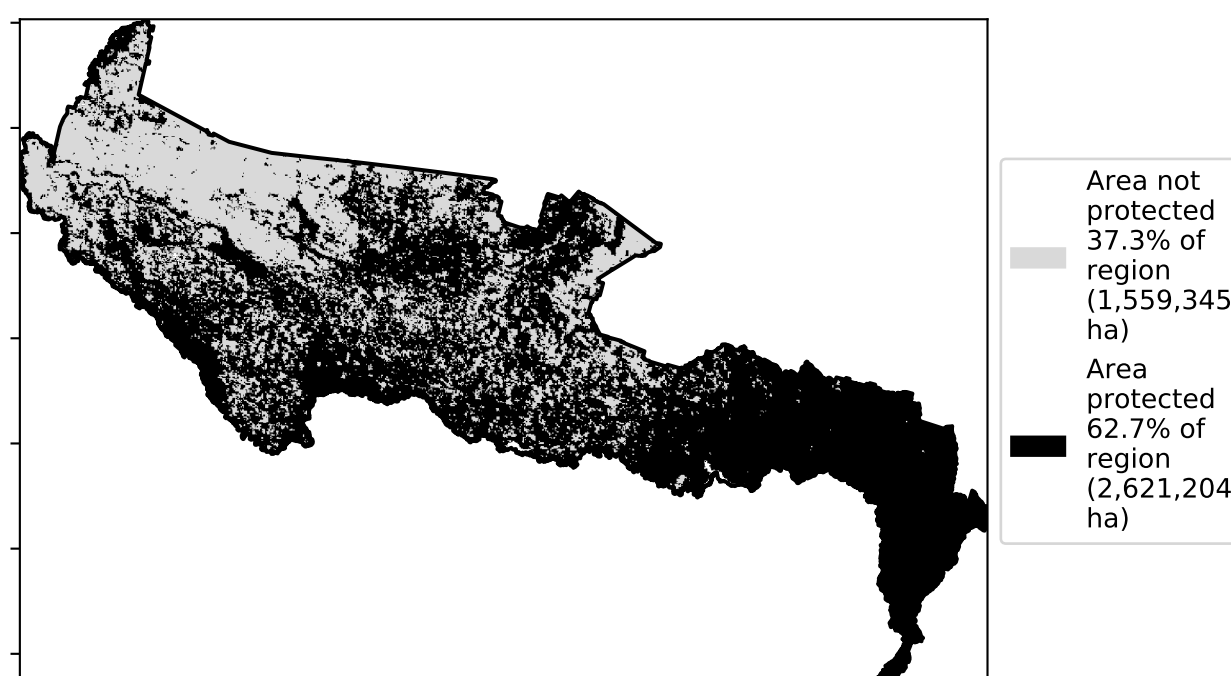 Area not
protected
37.3% of
region
(1,559,345
ha)
Area
protected
62.7% of
region
(2,621,204
ha)